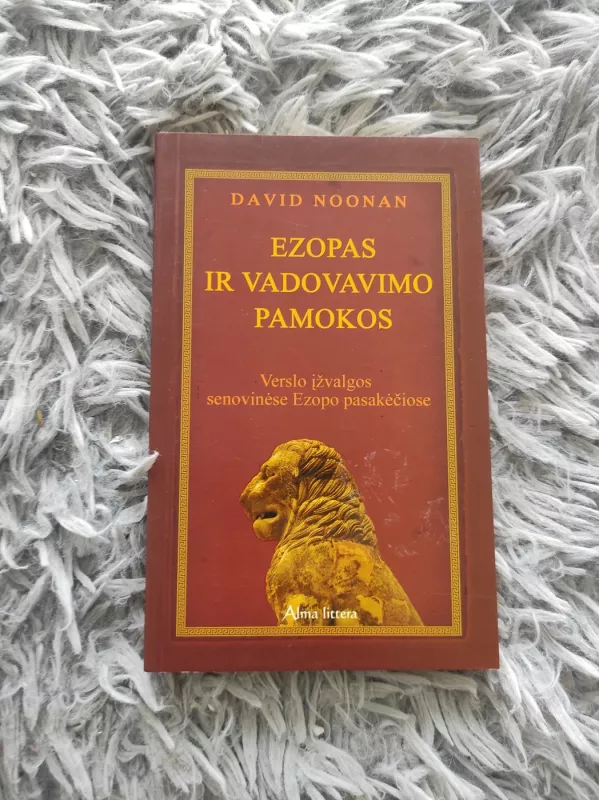 DAVID NOONAN
EZOPAS
IR VADOVAVIMO
PAMOKOS
Verslo įžvalgos
senovinėse Ezopo pasakėčiose
Alma littera